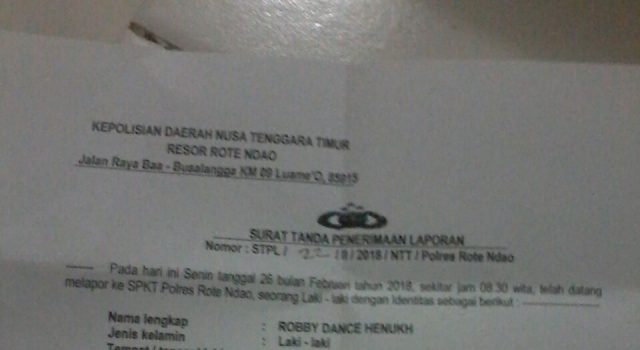 KEPOLISIAN DAERAH NUSA TENGGARA TIMUR
RESOR ROTE NDAO
Jalan Raya Baa - Busalangga KM 09 Luame'O, 85915
SURAT TANDA PENERIMAAN LAPORAN
Nomor : STPL / 22 / II / 2018 / NTT / Polres Rote Ndao
------ Pada hari ini Senin tanggal 26 bulan Februari tahun 2018, sekitar jam 08.30 wita, telah datang
melapor ke SPKT Polres Rote Ndao, seorang Laki - laki dengan Identitas sebagai berikut : ------------------
Nama lengkap : ROBBY DANCE HENUKH
Jenis kelamin : Laki - laki